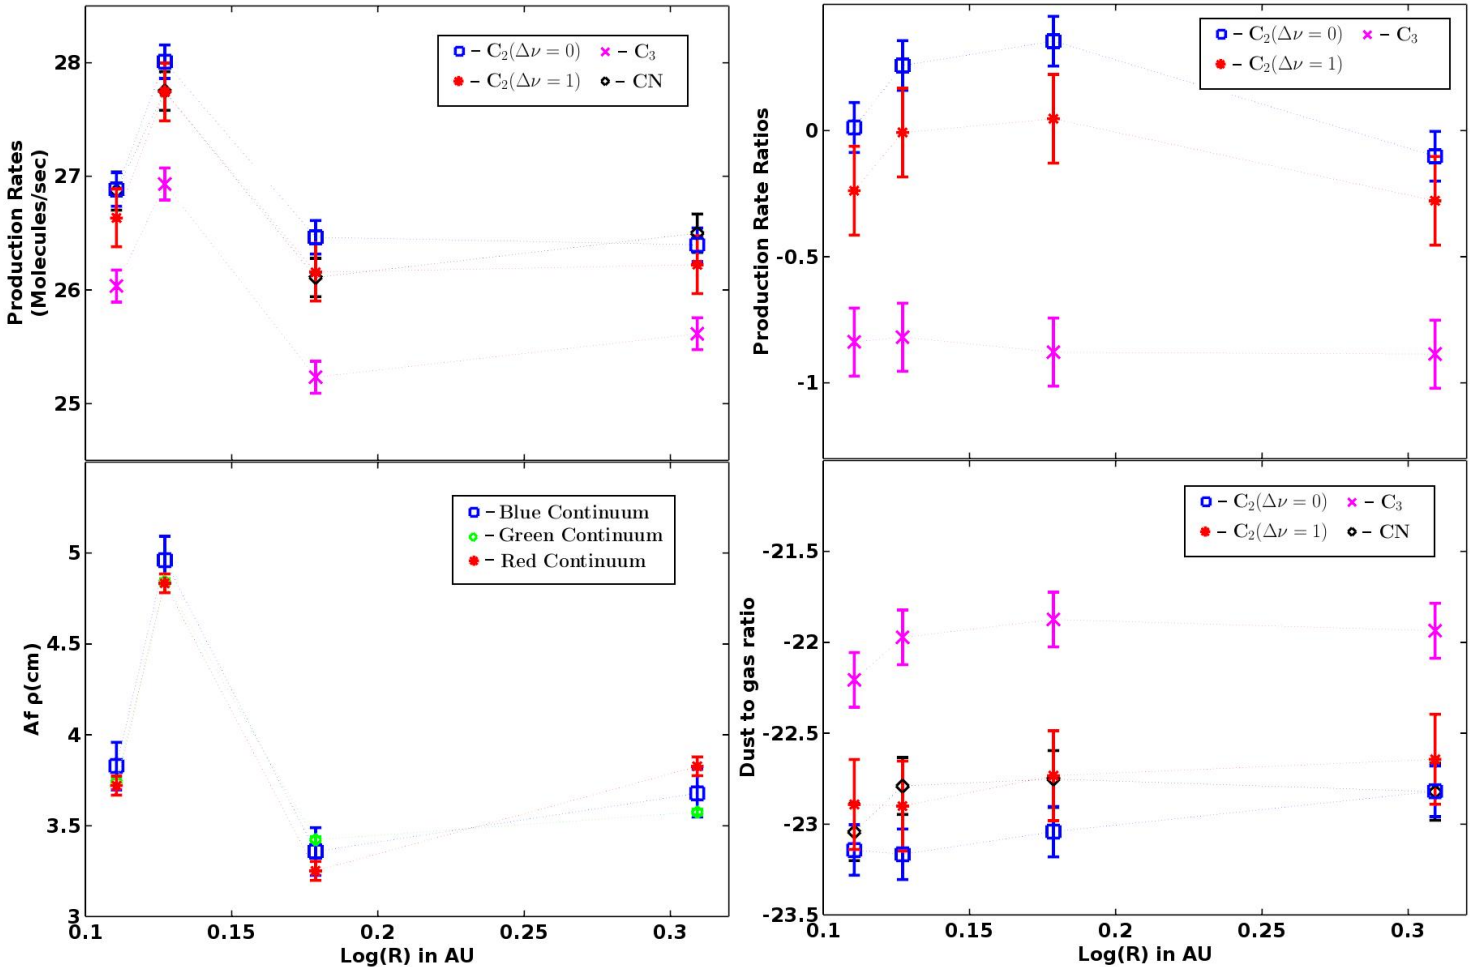 28
27
26
25
Production Rates
(Molecules/sec)
– C₂(Δν = 0)
– C₃
– C₂(Δν = 1)
– CN
0
-0.5
-1
Production Rate Ratios
– C₂(Δν = 0)
– C₃
– C₂(Δν = 1)
5
4.5
4
3.5
3
Af ρ(cm)
– Blue Continuum
– Green Continuum
– Red Continuum
0.1
0.15
0.2
0.25
0.3
Log(R) in AU
-21.5
-22
-22.5
-23
-23.5
Dust to gas ratio
– C₂(Δν = 0)
– C₃
– C₂(Δν = 1)
– CN
0.1
0.15
0.2
0.25
0.3
Log(R) in AU